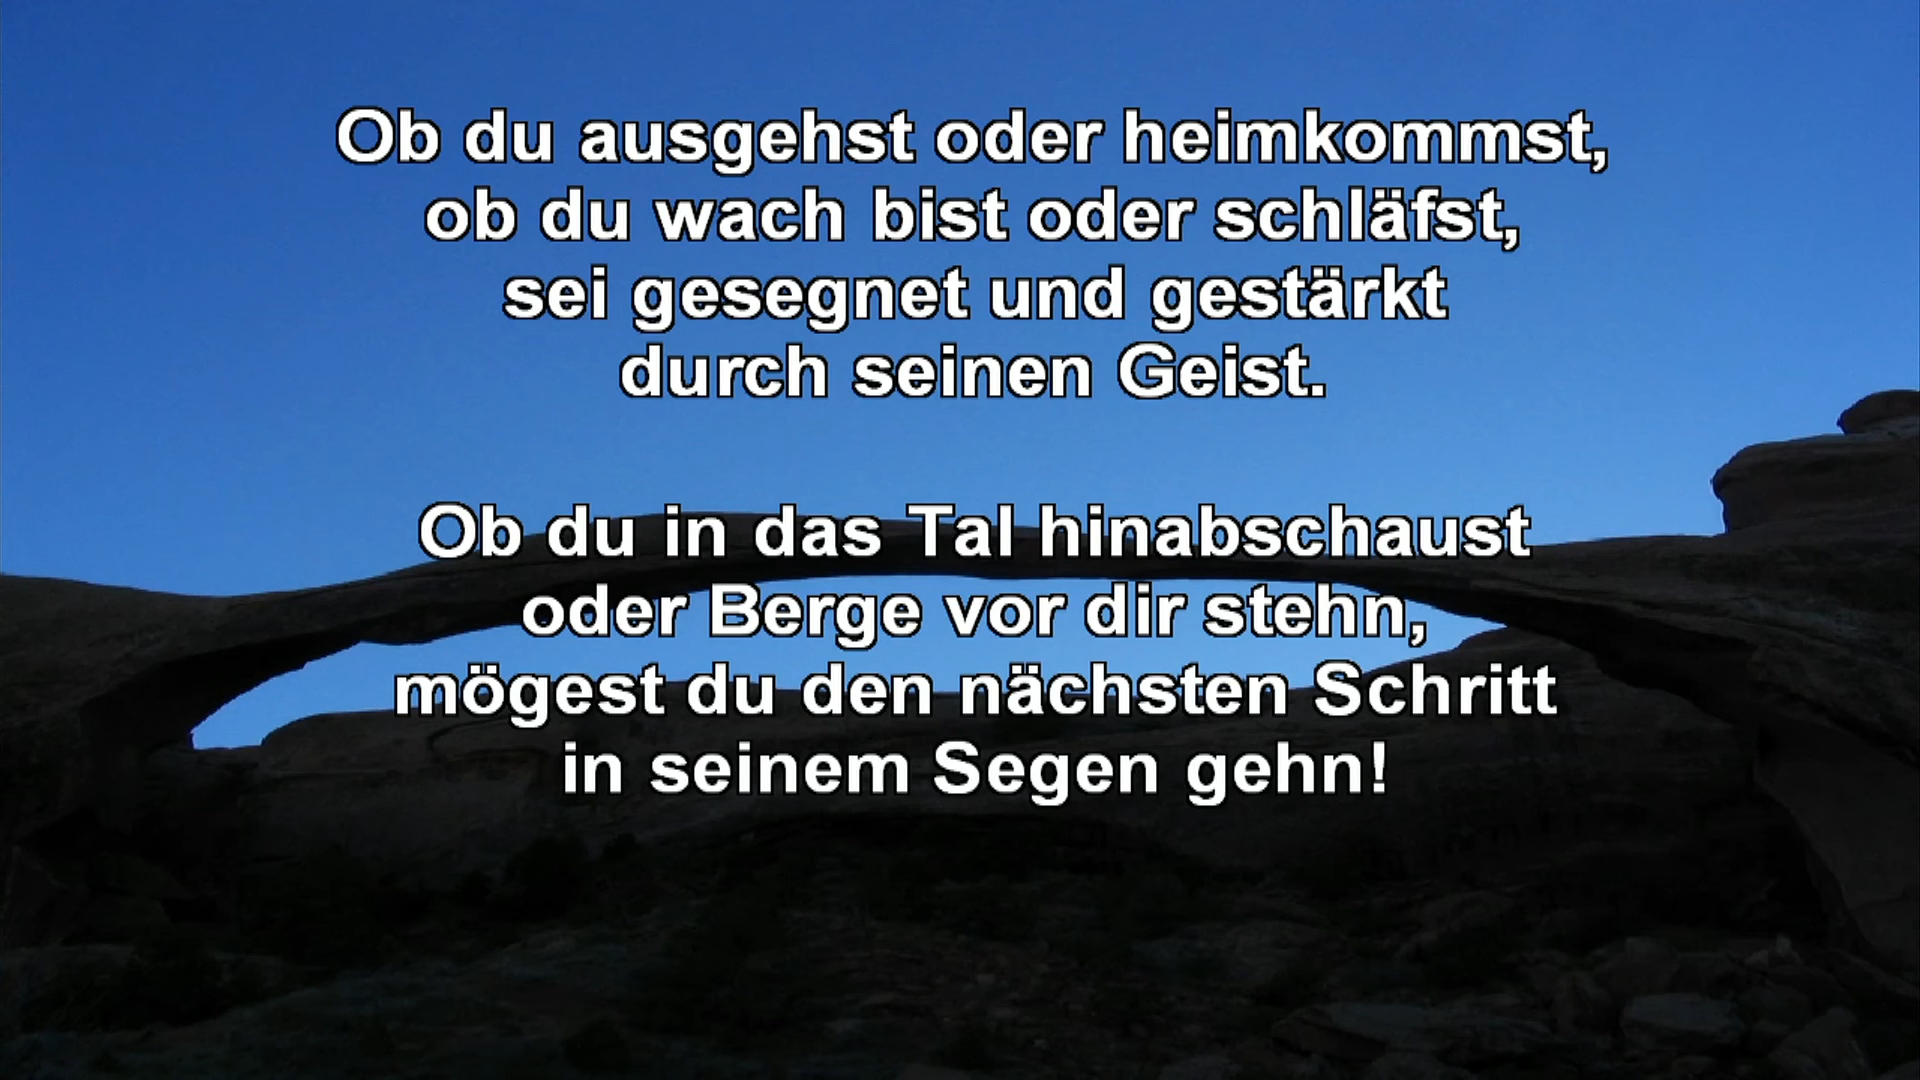 Ob du ausgehst oder heimkommst,
ob du wach bist oder schläfst,
sei gesegnet und gestärkt
durch seinen Geist.
Ob du in das Tal hinabschaust
oder Berge vor dir stehn,
mögest du den nächsten Schritt
in seinem Segen gehn!